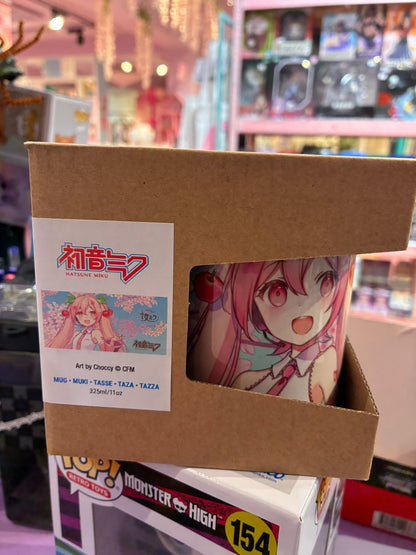 初音ミク
HATSUNE MIKU
Art by Choccy © CFM
MUG • MUKI • TASSE • TAZA • TAZZA
325ml/11oz
POP!
RETRO TOYS
MONSTER HIGH
154